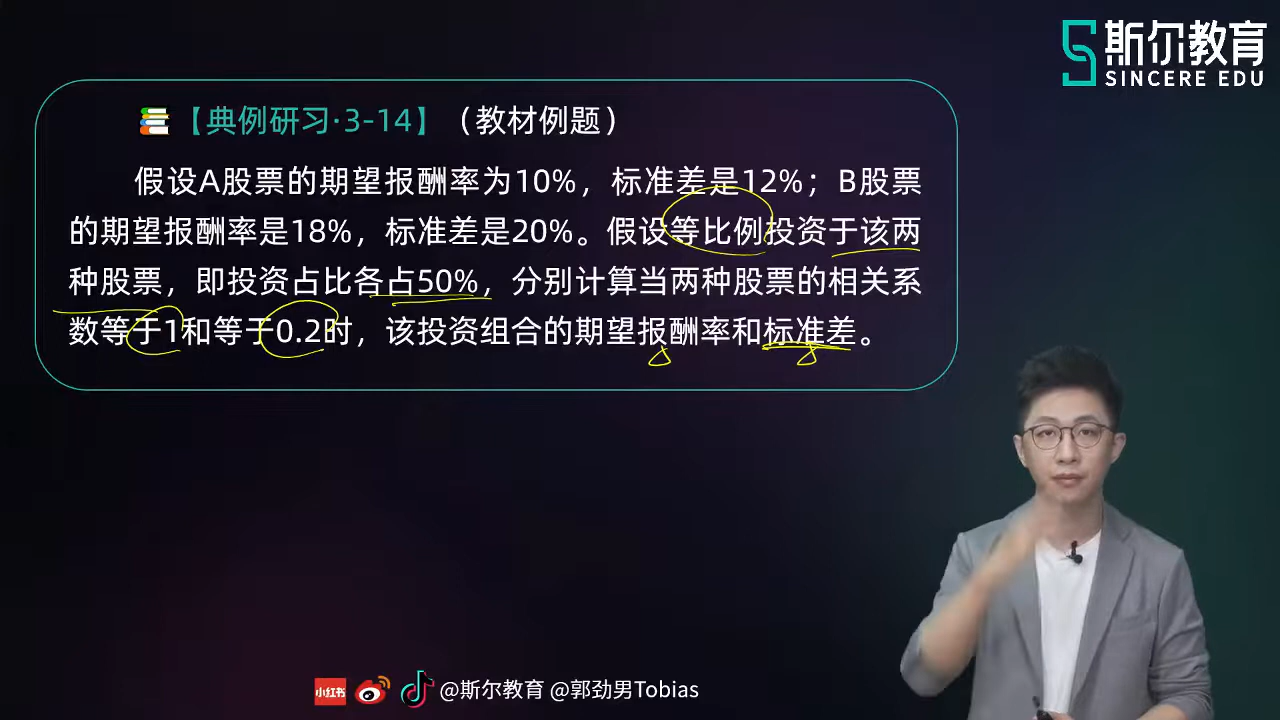 斯尔教育
SINCERE EDU
【典例研习·3-14】（教材例题）
假设A股票的期望报酬率为10%，标准差是12%；B股票
的期望报酬率是18%，标准差是20%。假设等比例投资于该两
种股票，即投资占比各占50%，分别计算当两种股票的相关系
数等于1和等于0.2时，该投资组合的期望报酬率和标准差。
小红书 @斯尔教育 @郭劲男Tobias